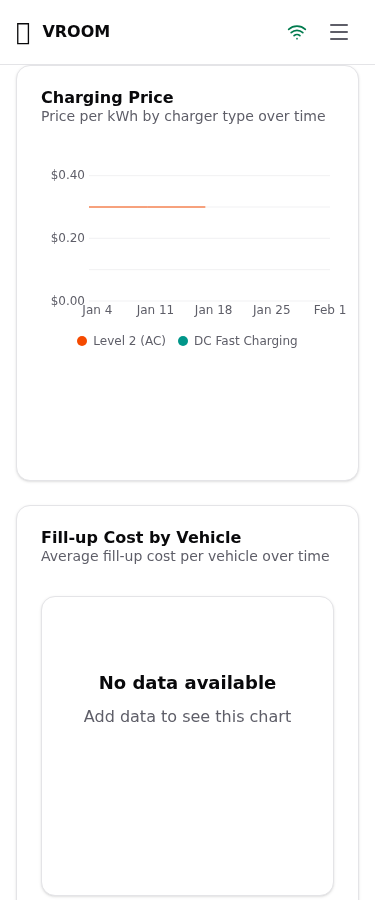 VROOM
Charging Price
Price per kWh by charger type over time
$0.40
$0.20
$0.00
Jan 4 Jan 11 Jan 18 Jan 25 Feb 1
Level 2 (AC) DC Fast Charging
Fill-up Cost by Vehicle
Average fill-up cost per vehicle over time
No data available
Add data to see this chart